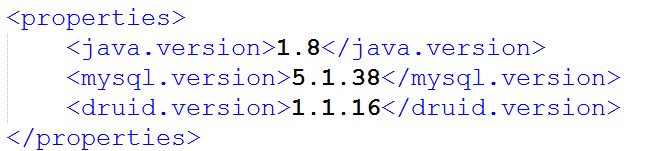 <properties>
    <java.version>1.8</java.version>
    <mysql.version>5.1.38</mysql.version>
    <druid.version>1.1.16</druid.version>
</properties>